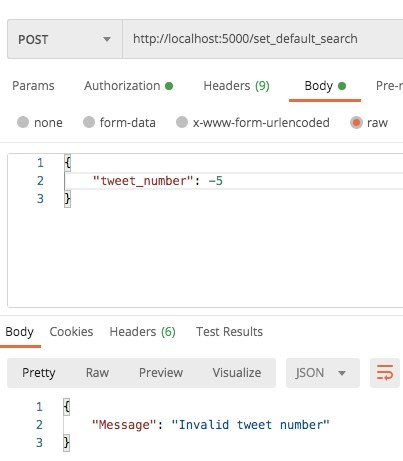 POST http://localhost:5000/set_default_search
Params Authorization Headers (9) Body Pre-r
none form-data x-www-form-urlencoded raw
1 {
2 "tweet_number": -5
3 }
Body Cookies Headers (6) Test Results
Pretty Raw Preview Visualize JSON
1 {
2 "Message": "Invalid tweet number"
3 }